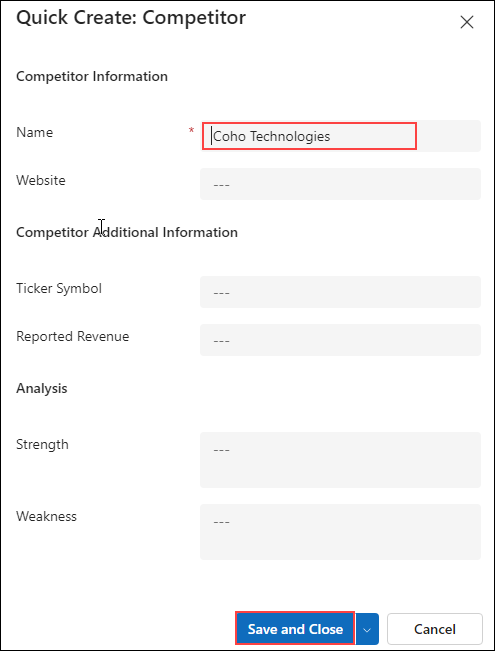 Quick Create: Competitor
Competitor Information
Name * Coho Technologies
Website ---
Competitor Additional Information
Ticker Symbol ---
Reported Revenue ---
Analysis
Strength ---
Weakness ---
Save and Close Cancel